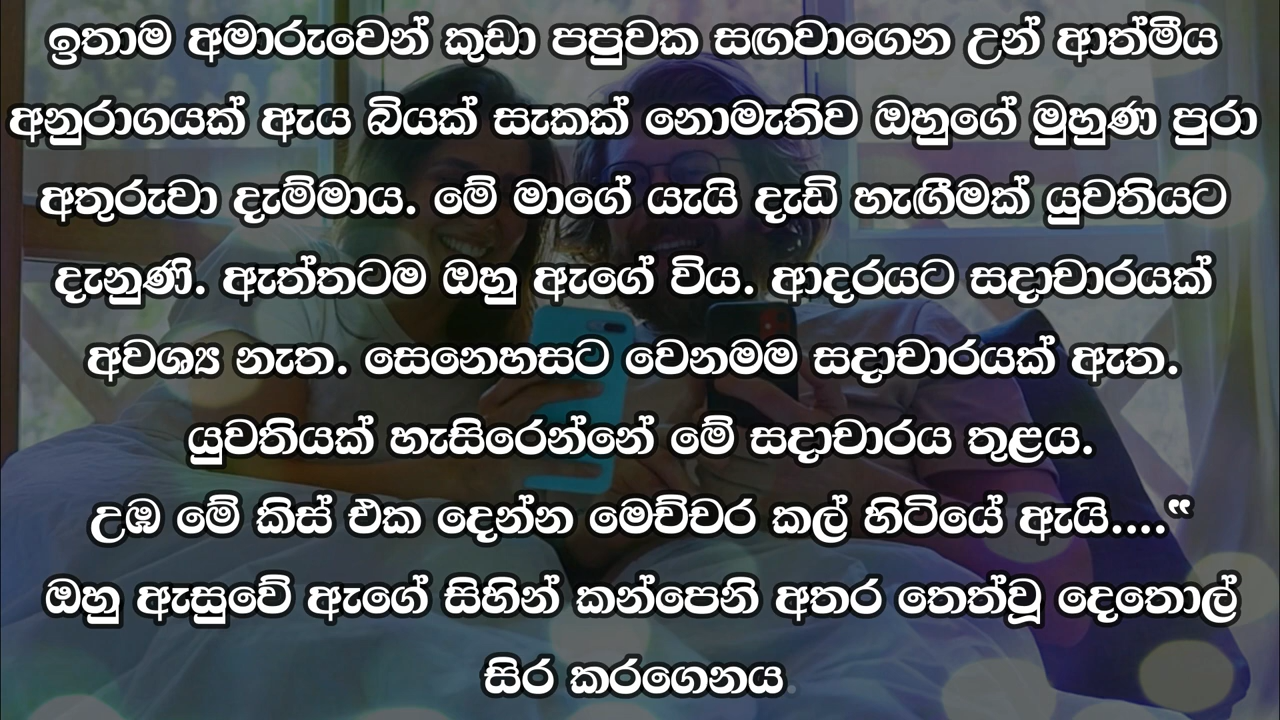 ඉතාම අමාරුවෙන් කුඩා පපුවක සඟවාගෙන උන් ආත්මීය
අනුරාගයක් ඇය බියක් සැකක් නොමැතිව ඔහුගේ මුහුණ පුරා
අතුරුවා දැම්මාය. මේ මාගේ යැයි දැඩි හැඟීමක් යුවතියට
දැනුණි. ඇත්තටම ඔහු ඇගේ විය. ආදරයට සදාචාරයක්
අවශ්‍ය නැත. සෙනෙහසට වෙනමම සදාචාරයක් ඇත.
යුවතියක් හැසිරෙන්නේ මේ සදාචාරය තුළය.
උඹ මේ කිස් එක දෙන්න මෙච්චර කල් හිටියේ ඇයි....“
ඔහු ඇසුවේ ඇගේ සිහින් කන්පෙනි අතර තෙත්වූ දෙතොල්
සිර කරගෙනය.